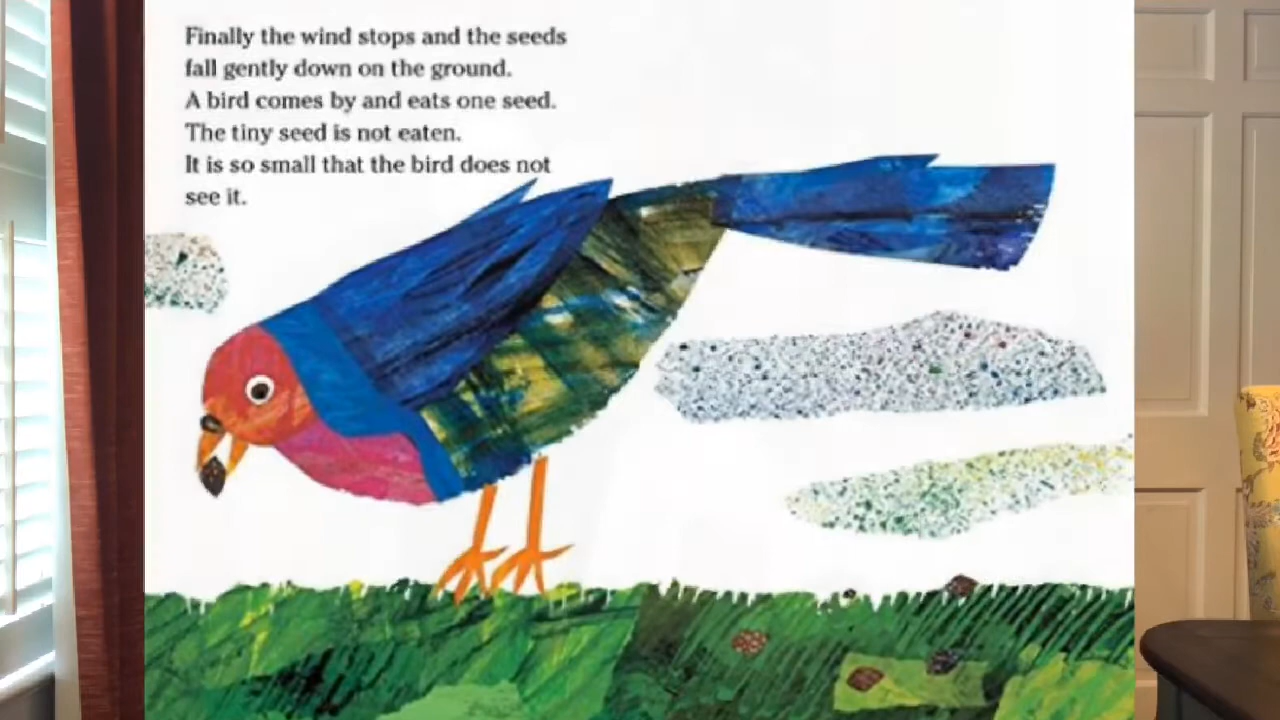 Finally the wind stops and the seeds
fall gently down on the ground.
A bird comes by and eats one seed.
The tiny seed is not eaten.
It is so small that the bird does not
see it.